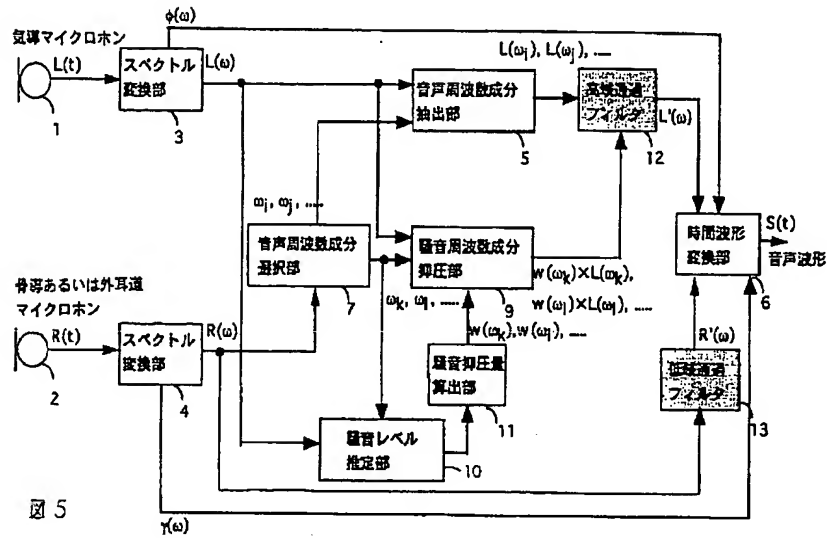 φ(ω)
気導マイクロホン
L(t)
1
スペクトル
変換部
3
L(ω)
音声周波数成分
抽出部
5
L(ωi), L(ωj), .....
高域通過
フィルタ
12
L'(ω)
ωi, ωj, .....
音声周波数成分
選択部
7
騒音周波数成分
抑圧部
9
ωk, ωl, .....
w(ωk)×L(ωk),
w(ωl)×L(ωl), .....
w(ωk),w(ωl), .....
時間波形
変換部
6
S(t)
音声波形
骨導あるいは外耳道
マイクロホン
R(t)
2
スペクトル
変換部
4
R(ω)
騒音抑圧量
算出部
11
騒音レベル
推定部
10
R'(ω)
低域通過
フィルタ
13
図5
γ(ω)